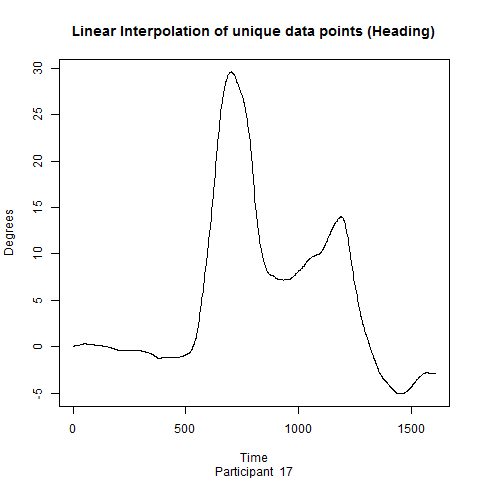 Linear Interpolation of unique data points (Heading)
30
25
20
15
10
5
0
-5
Degrees
0 500 1000 1500
Time
Participant 17